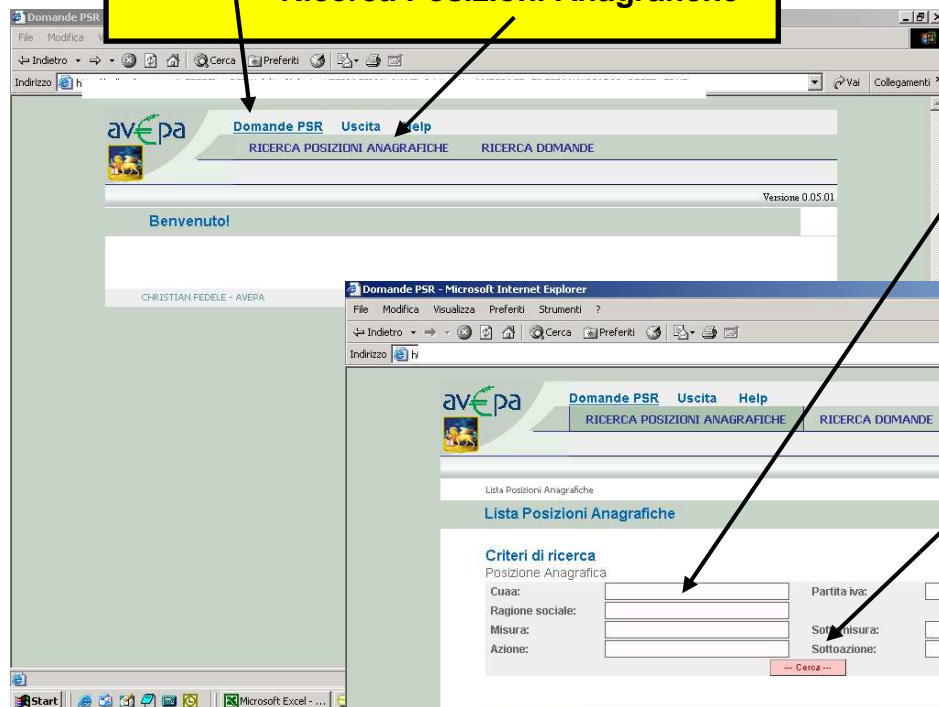 Ricerca Posizioni Anagrafiche
Domande PSR
File Modifica
Indietro Cerca Preferiti
Indirizzo Vai Collegamenti
avepa
Domande PSR Uscita Help
RICERCA POSIZIONI ANAGRAFICHE RICERCA DOMANDE
Versione 0.05.01
Benvenuto!
CHRISTIAN FEDELE - AVEPA
Domande PSR - Microsoft Internet Explorer
File Modifica Visualizza Preferiti Strumenti ?
Indietro Cerca Preferiti
Indirizzo
avepa
Domande PSR Uscita Help
RICERCA POSIZIONI ANAGRAFICHE RICERCA DOMANDE
Lista Posizioni Anagrafiche
Lista Posizioni Anagrafiche
Criteri di ricerca
Posizione Anagrafica
Cuaa: Partita iva:
Ragione sociale:
Misura: Sottomisura:
Azione: Sottoazione:
--- Cerca ---
Start Microsoft Excel - ...